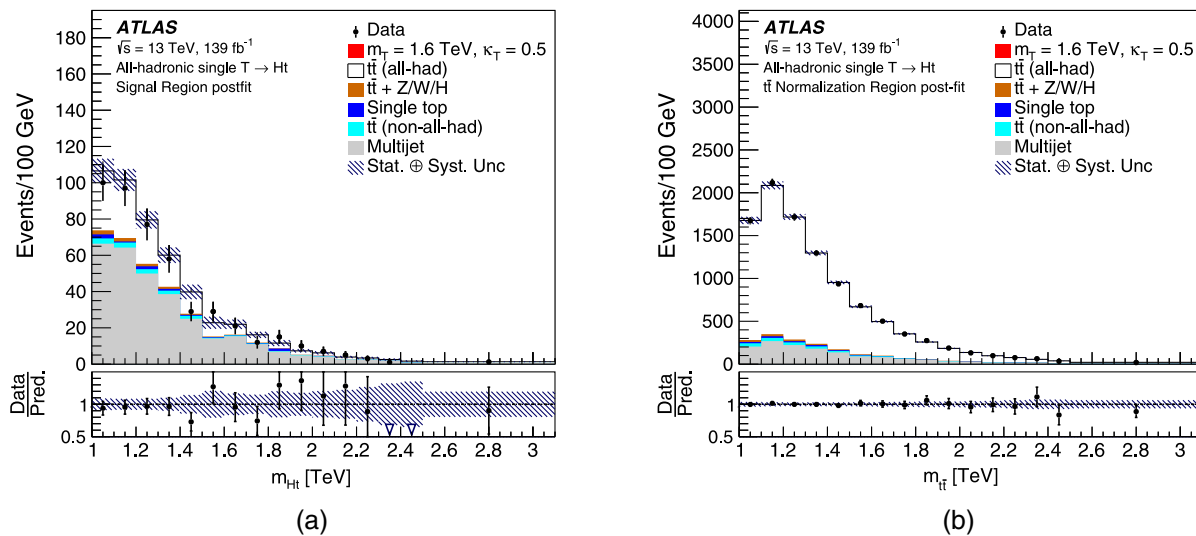 ATLAS
√s = 13 TeV, 139 fb⁻¹
All-hadronic single T → Ht
Signal Region postfit
Data
m_T = 1.6 TeV, κ_T = 0.5
tt̄ (all-had)
tt̄ + Z/W/H
Single top
tt̄ (non-all-had)
Multijet
Stat. ⊕ Syst. Unc
Events/100 GeV
180
160
140
120
100
80
60
40
20
0
Data
Pred.
1
0.5
1 1.2 1.4 1.6 1.8 2 2.2 2.4 2.6 2.8 3
m_Ht [TeV]
(a)
ATLAS
√s = 13 TeV, 139 fb⁻¹
All-hadronic single T → Ht
tt̄ Normalization Region post-fit
Data
m_T = 1.6 TeV, κ_T = 0.5
tt̄ (all-had)
tt̄ + Z/W/H
Single top
tt̄ (non-all-had)
Multijet
Stat. ⊕ Syst. Unc
Events/100 GeV
4000
3500
3000
2500
2000
1500
1000
500
0
Data
Pred.
1
0.5
1 1.2 1.4 1.6 1.8 2 2.2 2.4 2.6 2.8 3
m_tt̄ [TeV]
(b)